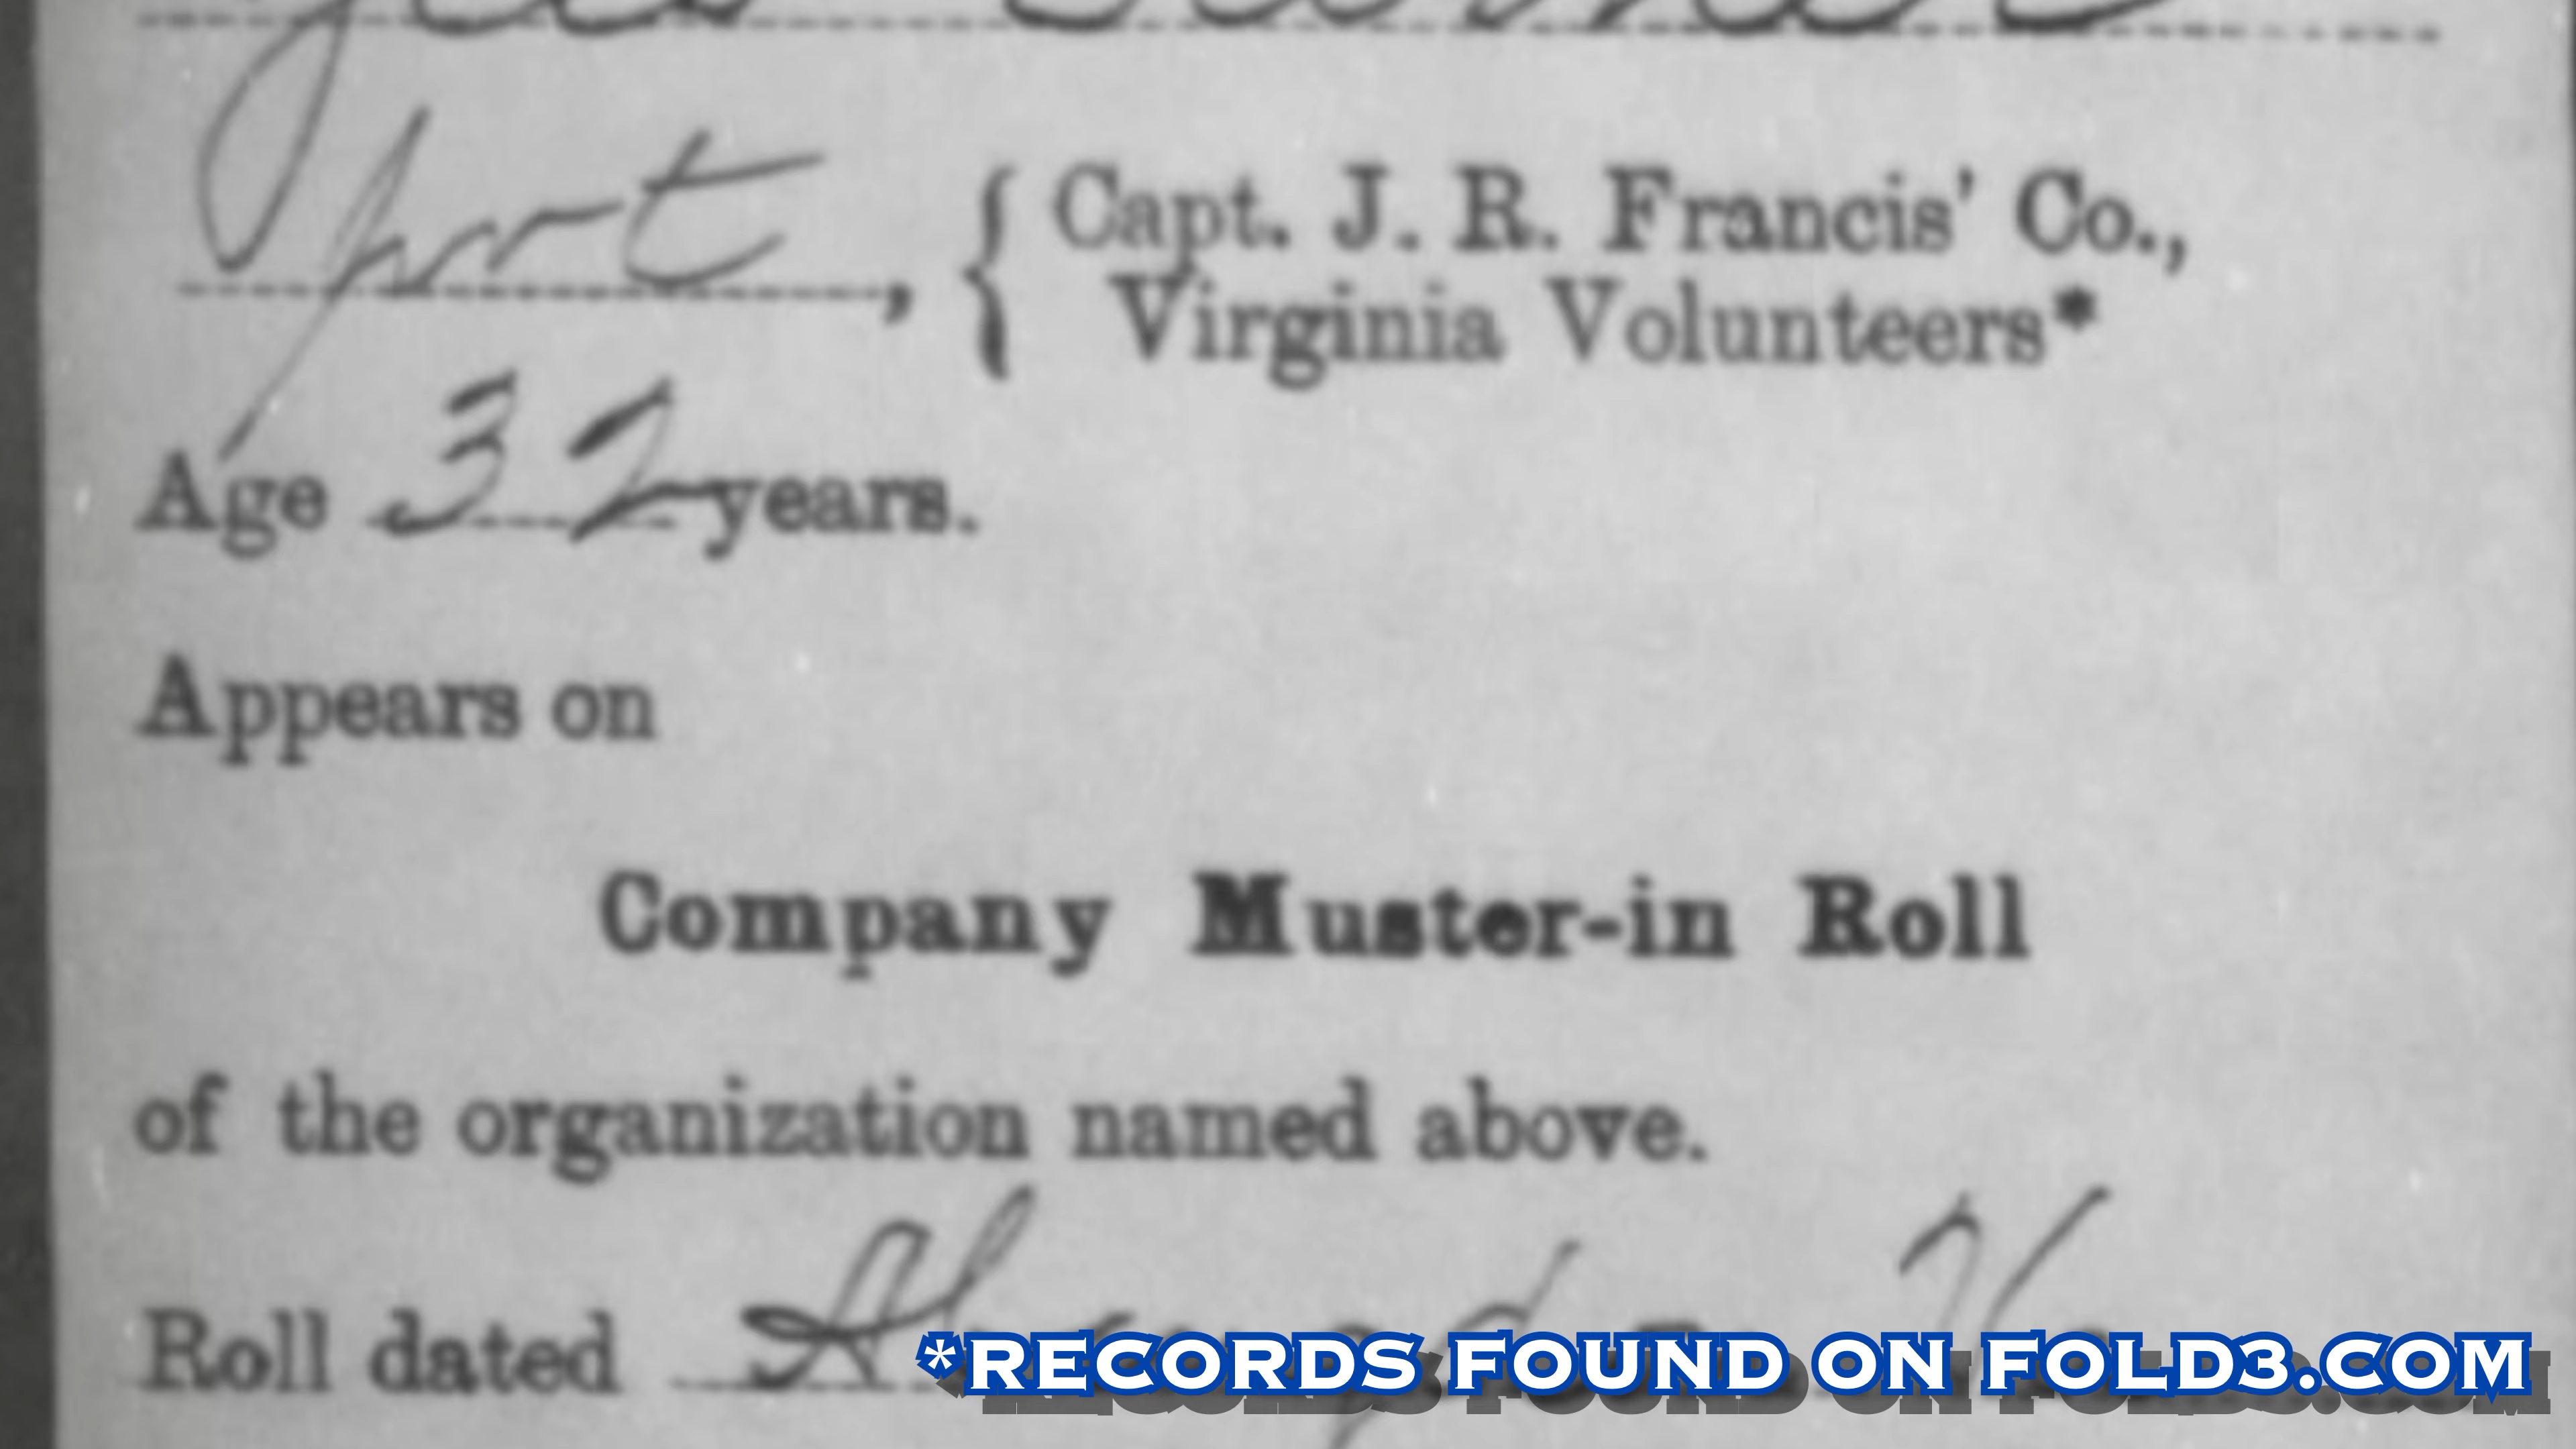 Pvt, { Capt. J. R. Francis' Co.,
Virginia Volunteers*
Age 32 years.
Appears on
Company Muster-in Roll
of the organization named above.
Roll dated
*RECORDS FOUND ON FOLD3.COM